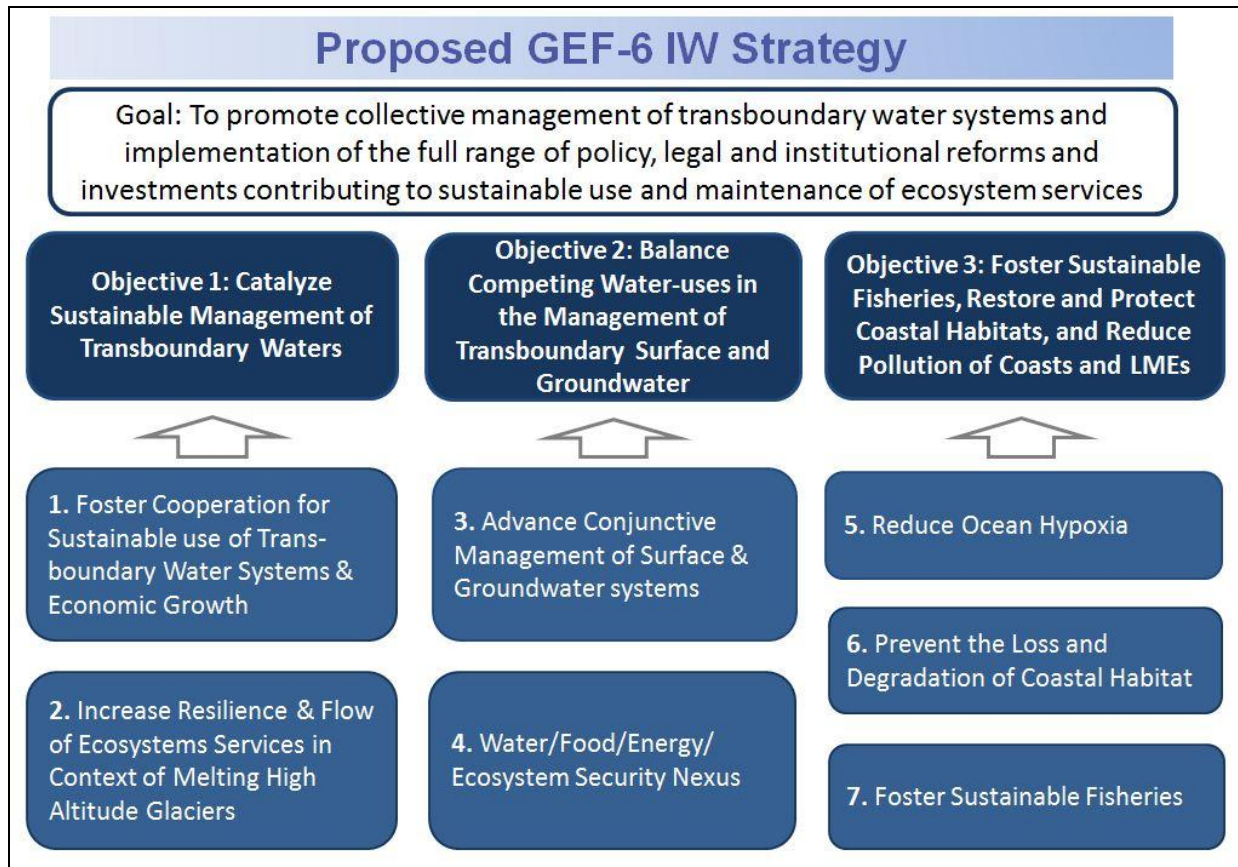 Proposed GEF-6 IW Strategy
Goal: To promote collective management of transboundary water systems and
implementation of the full range of policy, legal and institutional reforms and
investments contributing to sustainable use and maintenance of ecosystem services
Objective 1: Catalyze
Sustainable Management of
Transboundary Waters
Objective 2: Balance
Competing Water-uses in
the Management of
Transboundary Surface and
Groundwater
Objective 3: Foster Sustainable
Fisheries, Restore and Protect
Coastal Habitats, and Reduce
Pollution of Coasts and LMEs
1. Foster Cooperation for
Sustainable use of Trans-
boundary Water Systems &
Economic Growth
2. Increase Resilience & Flow
of Ecosystems Services in
Context of Melting High
Altitude Glaciers
3. Advance Conjunctive
Management of Surface &
Groundwater systems
4. Water/Food/Energy/
Ecosystem Security Nexus
5. Reduce Ocean Hypoxia
6. Prevent the Loss and
Degradation of Coastal Habitat
7. Foster Sustainable Fisheries